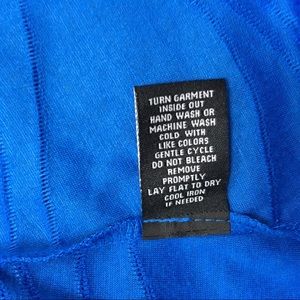 TURN GARMENT
INSIDE OUT
HAND WASH OR
MACHINE WASH
COLD WITH
LIKE COLORS
GENTLE CYCLE
DO NOT BLEACH
REMOVE
PROMPTLY
LAY FLAT TO DRY
COOL IRON
IF NEEDED